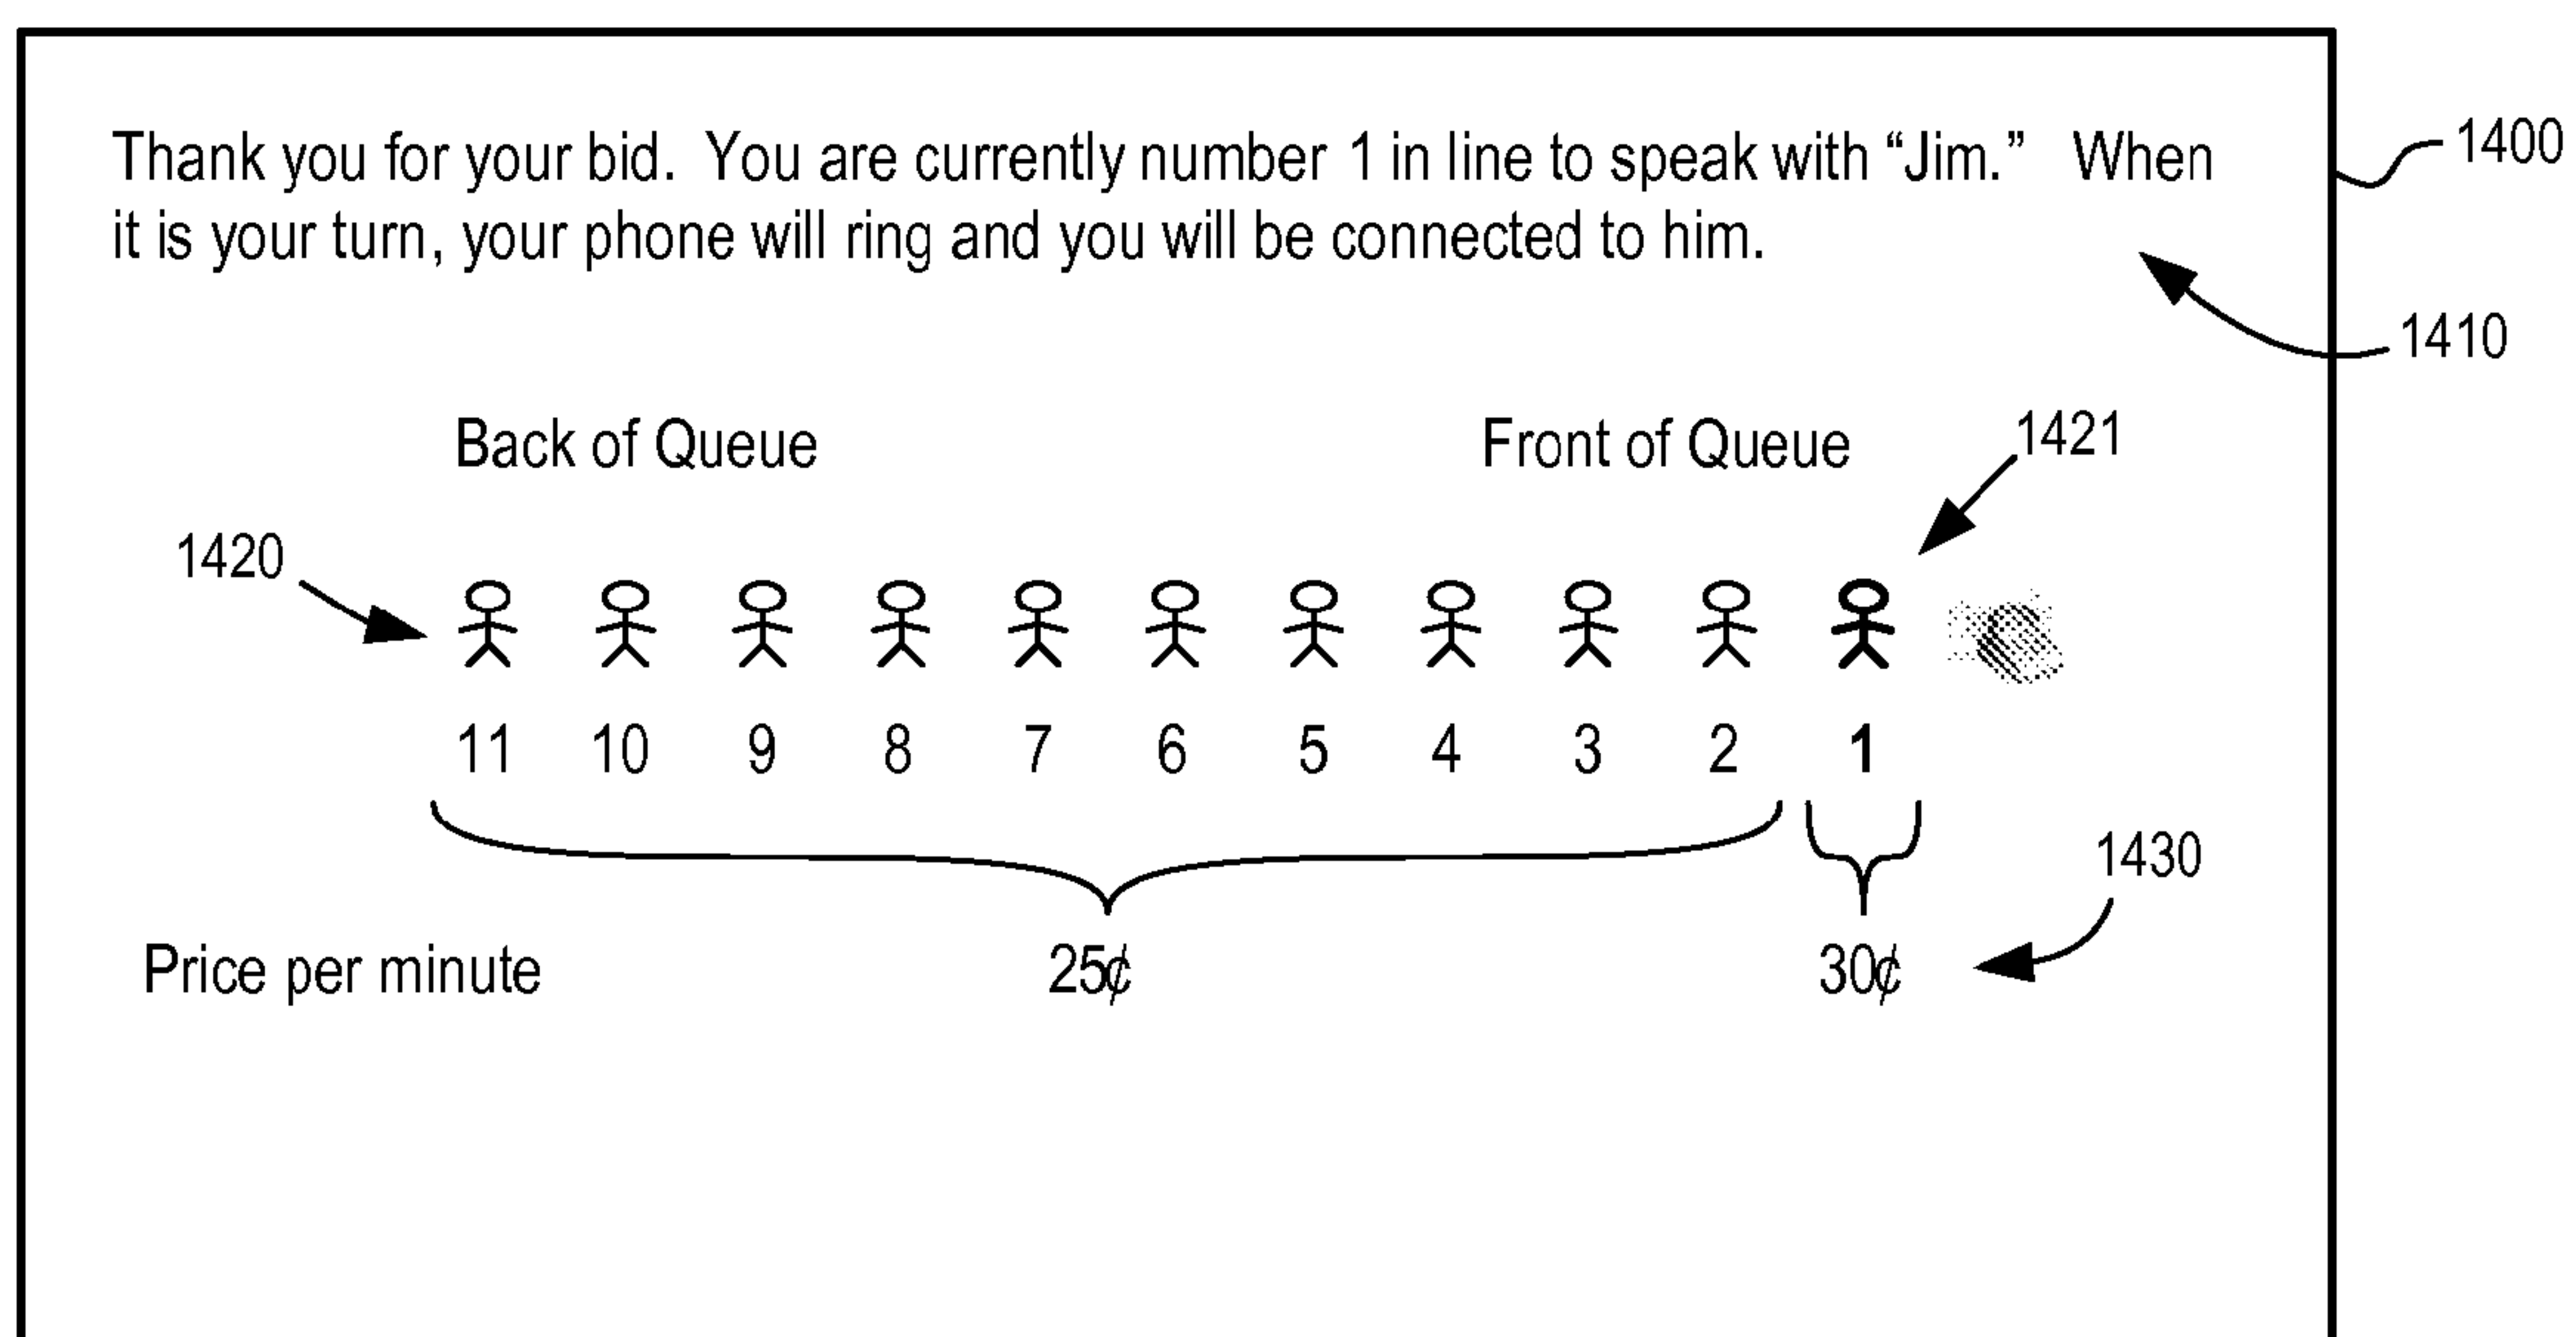 Thank you for your bid.  You are currently number 1 in line to speak with “Jim.”   When
it is your turn, your phone will ring and you will be connected to him.
1400
1410
Back of Queue Front of Queue 1421
1420
11 10 9 8 7 6 5 4 3 2 1
1430
Price per minute 25¢ 30¢